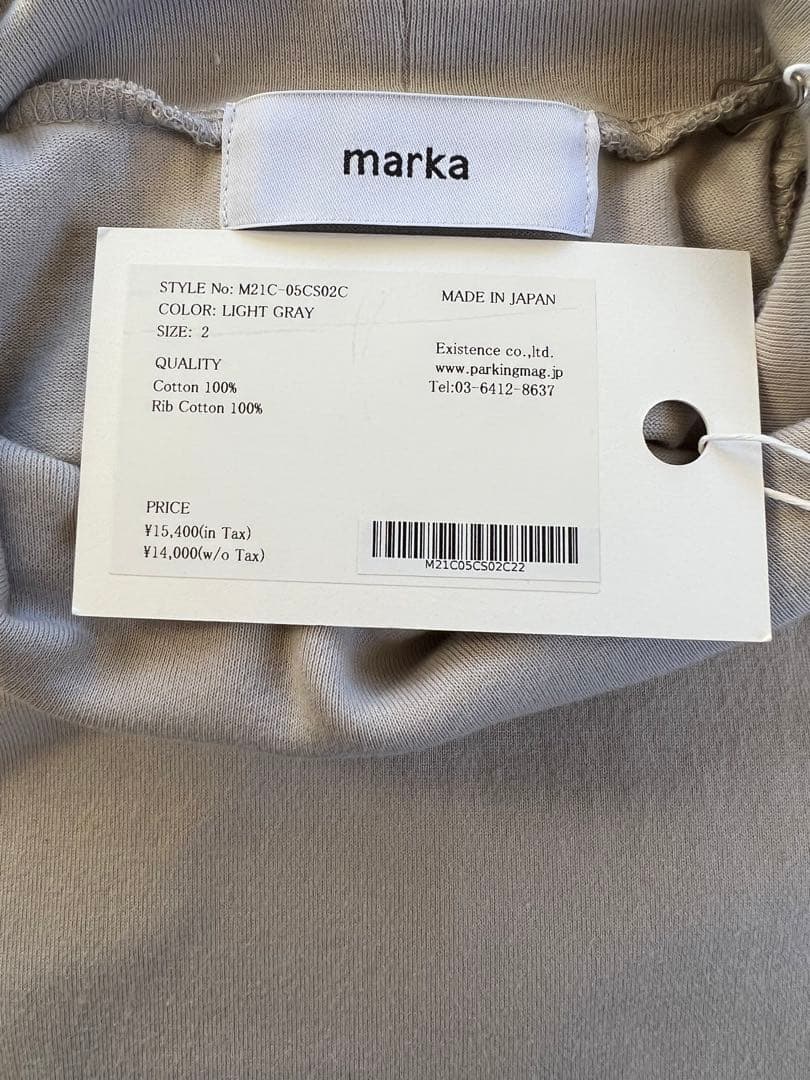 marka
STYLE No: M21C-05CS02C
COLOR: LIGHT GRAY
SIZE: 2
QUALITY
Cotton 100%
Rib Cotton 100%
MADE IN JAPAN
Existence co.,ltd.
www.parkingmag.jp
Tel:03-6412-8637
PRICE
¥15,400(in Tax)
¥14,000(w/o Tax)
M21C05CS02C22